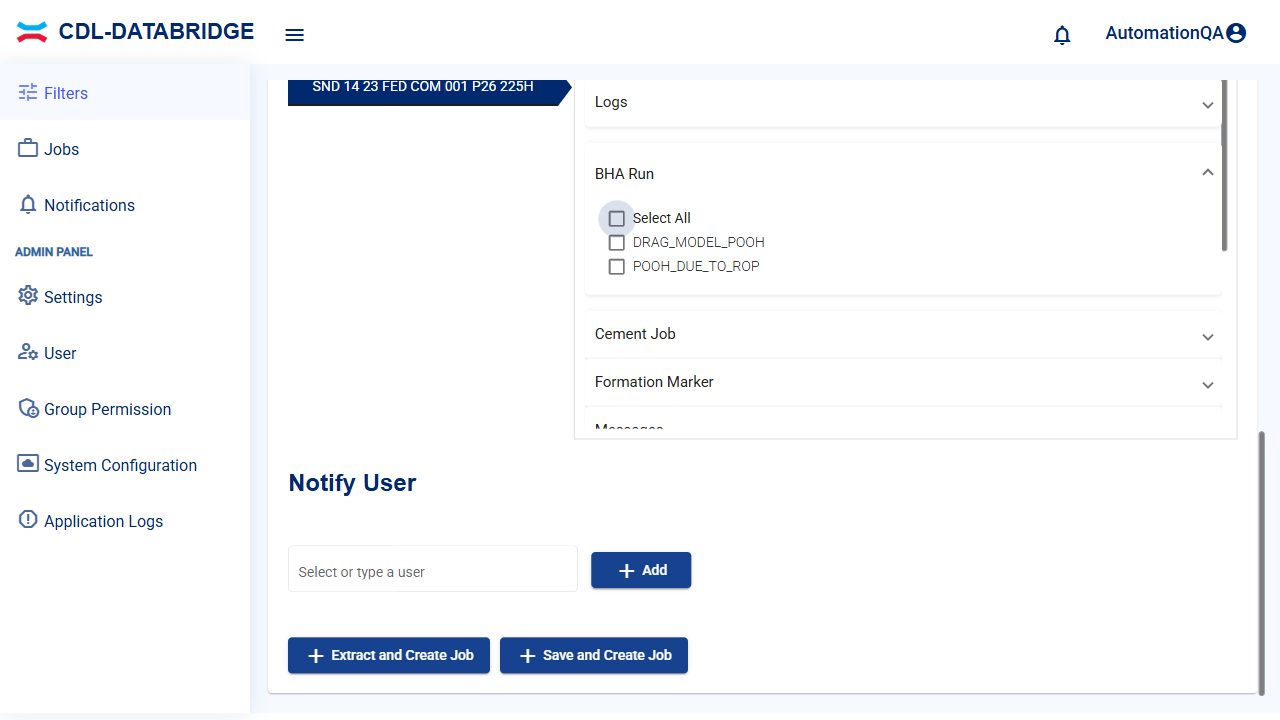 CDL-DATABRIDGE
AutomationQA
Filters
Jobs
Notifications
ADMIN PANEL
Settings
User
Group Permission
System Configuration
Application Logs
SND 14 23 FED COM 001 P26 225H
Logs
BHA Run
Select All
DRAG_MODEL_POOH
POOH_DUE_TO_ROP
Cement Job
Formation Marker
Messages
Notify User
Select or type a user
Add
Extract and Create Job
Save and Create Job